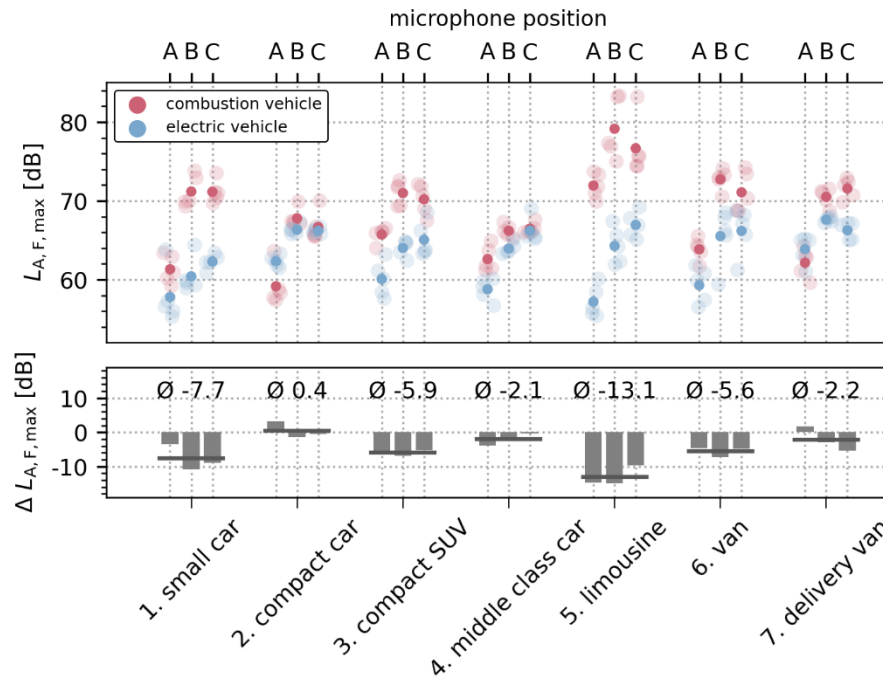 microphone position
A B C A B C A B C A B C A B C A B C A B C
combustion vehicle
electric vehicle
80
70
60
L A, F, max [dB]
Ø -7.7 Ø 0.4 Ø -5.9 Ø -2.1 Ø -13.1 Ø -5.6 Ø -2.2
10
0
-10
Δ L A, F, max [dB]
1. small car
2. compact car
3. compact SUV
4. middle class car
5. limousine
6. van
7. delivery van